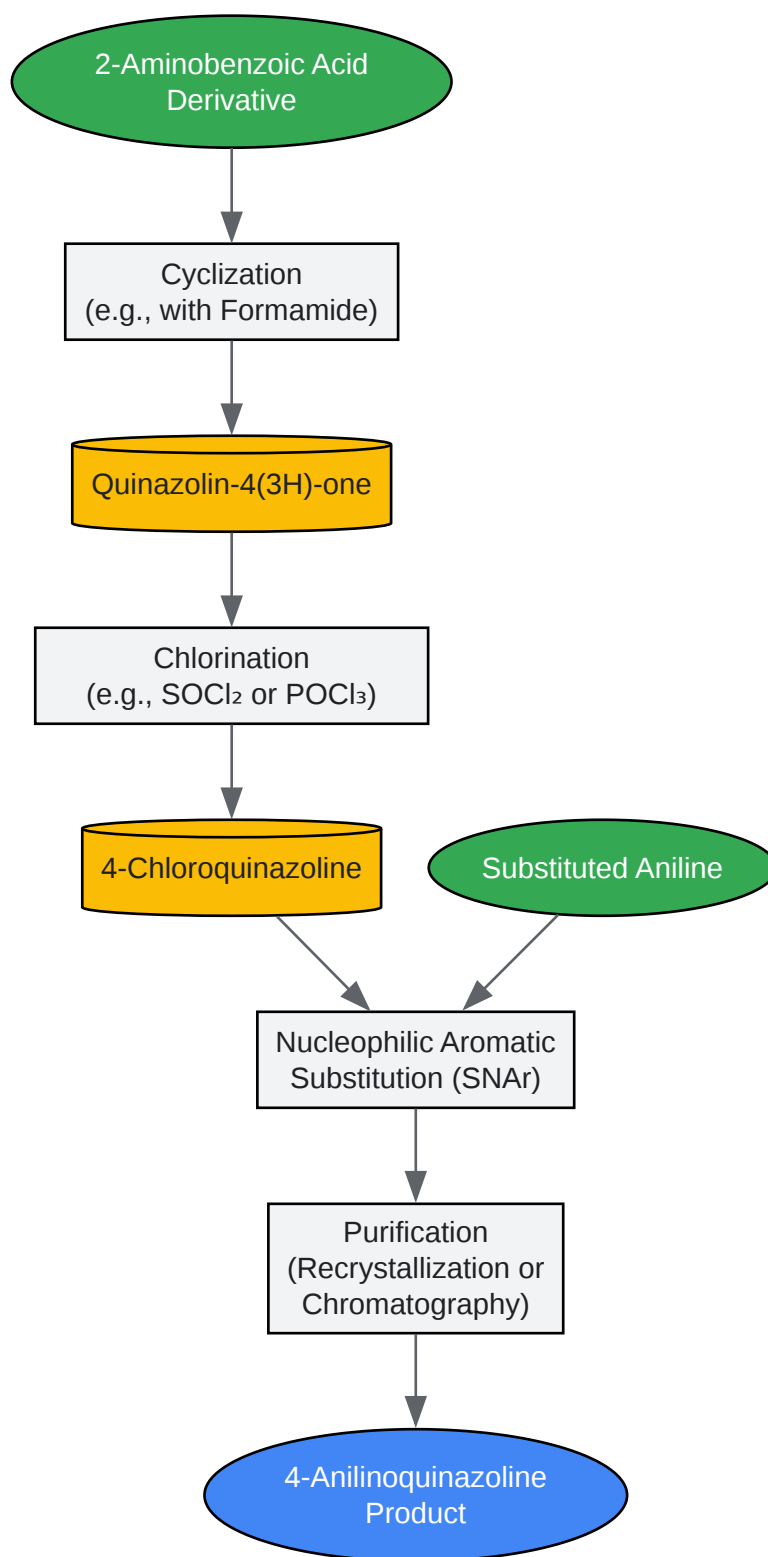 2-Aminobenzoic Acid
Derivative
Cyclization
(e.g., with Formamide)
Quinazolin-4(3H)-one
Chlorination
(e.g., SOCl₂ or POCl₃)
4-Chloroquinazoline
Substituted Aniline
Nucleophilic Aromatic
Substitution (SNAr)
Purification
(Recrystallization or
Chromatography)
4-Anilinoquinazoline
Product